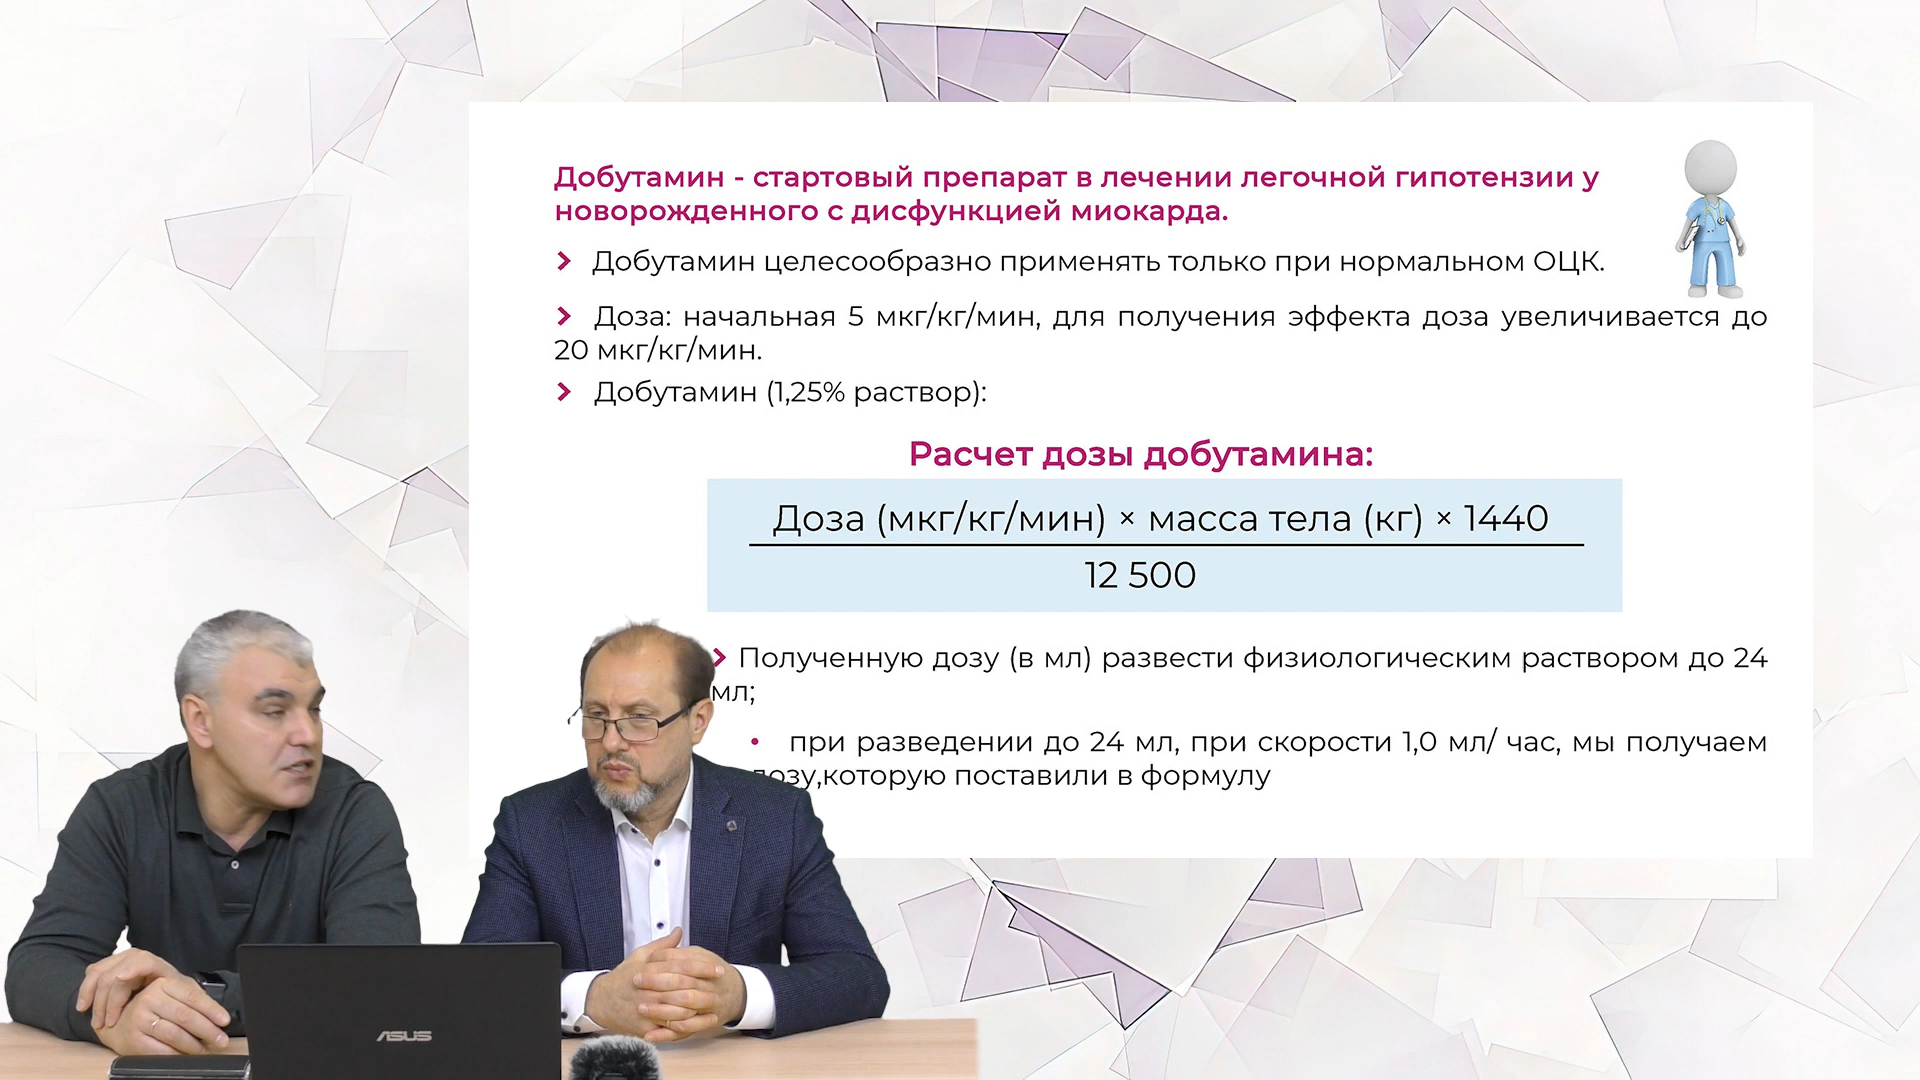 Добутамин - стартовый препарат в лечении легочной гипотензии у
новорожденного с дисфункцией миокарда.
Добутамин целесообразно применять только при нормальном ОЦК.
Доза: начальная 5 мкг/кг/мин, для получения эффекта доза увеличивается до
20 мкг/кг/мин.
Добутамин (1,25% раствор):
Расчет дозы добутамина:
Доза (мкг/кг/мин) × масса тела (кг) × 1440
12 500
Полученную дозу (в мл) развести физиологическим раствором до 24
мл;
• при разведении до 24 мл, при скорости 1,0 мл/ час, мы получаем
дозу,которую поставили в формулу
ASUS